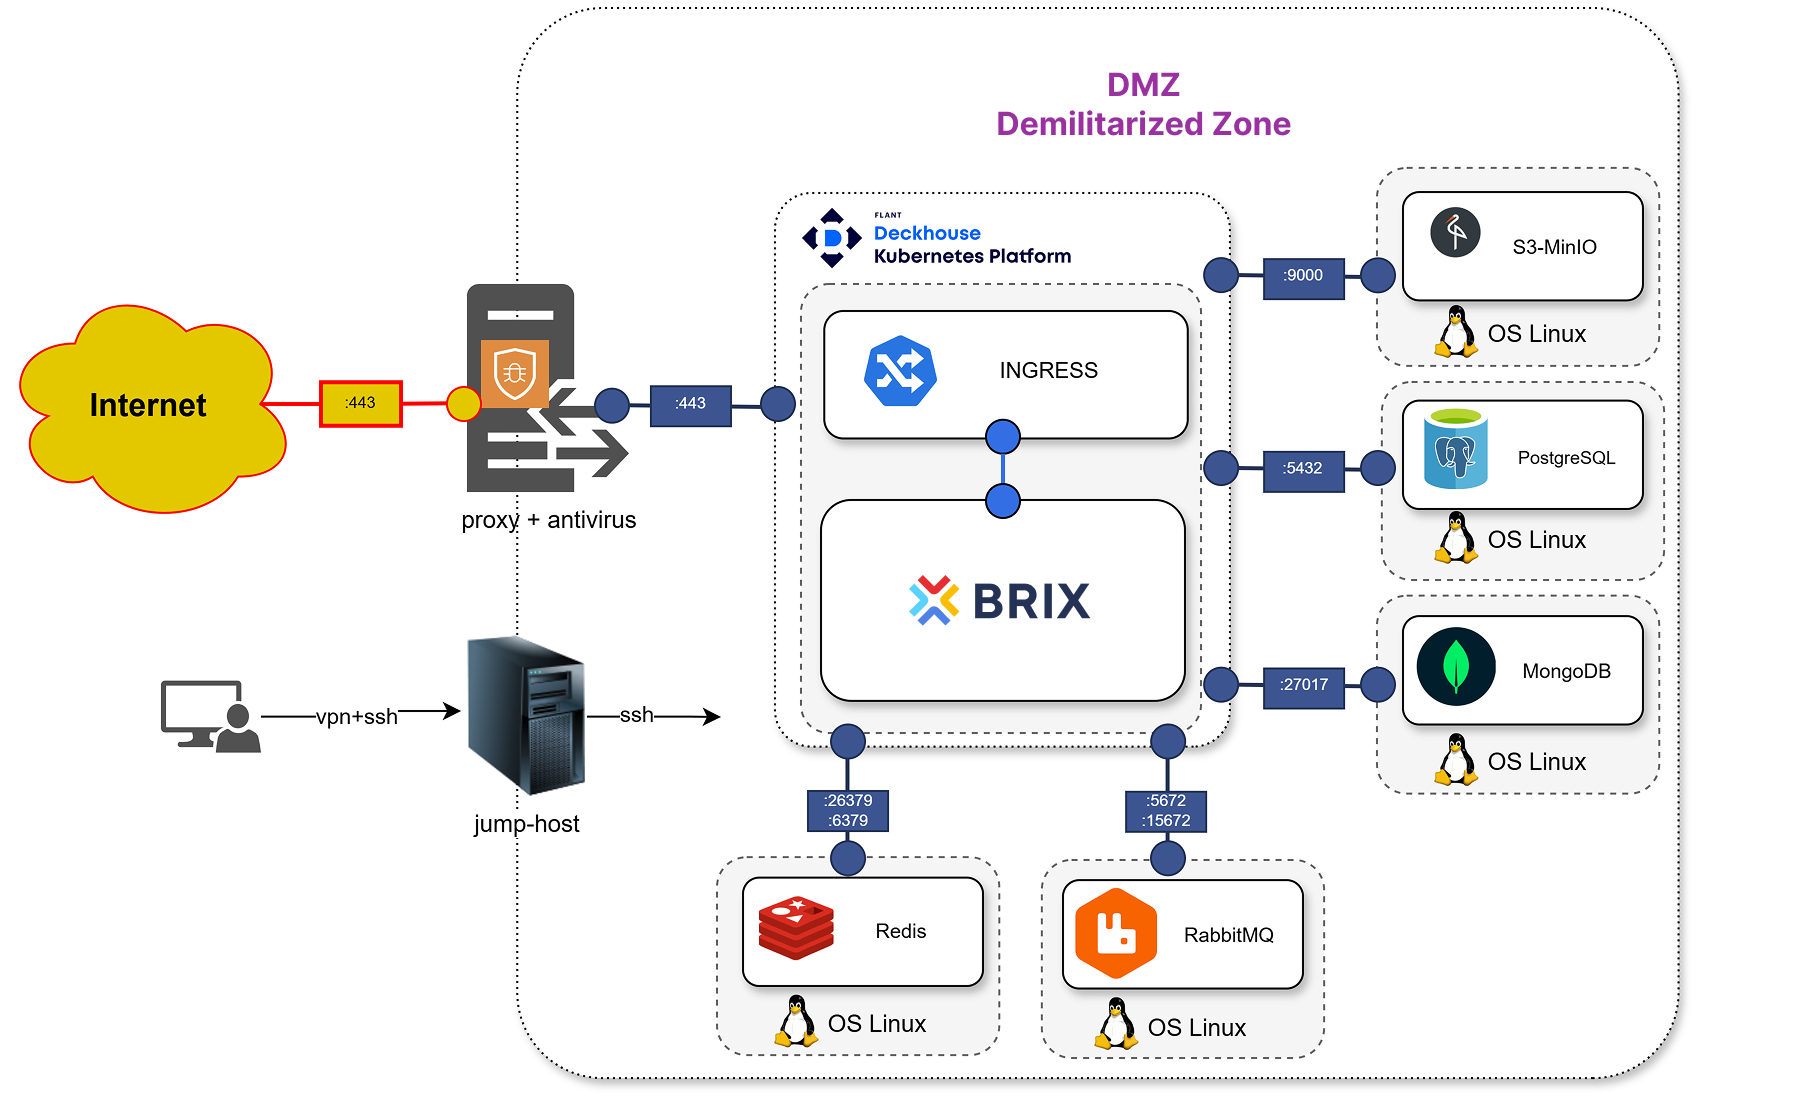 DMZ
Demilitarized Zone
FLANT
Deckhouse
Kubernetes Platform
S3-MinIO
:9000
OS Linux
INGRESS
Internet
:443
:443
PostgreSQL
:5432
OS Linux
proxy + antivirus
BRIX
MongoDB
:27017
OS Linux
vpn+ssh
ssh
jump-host
:26379
:6379
:5672
:15672
Redis
OS Linux
RabbitMQ
OS Linux